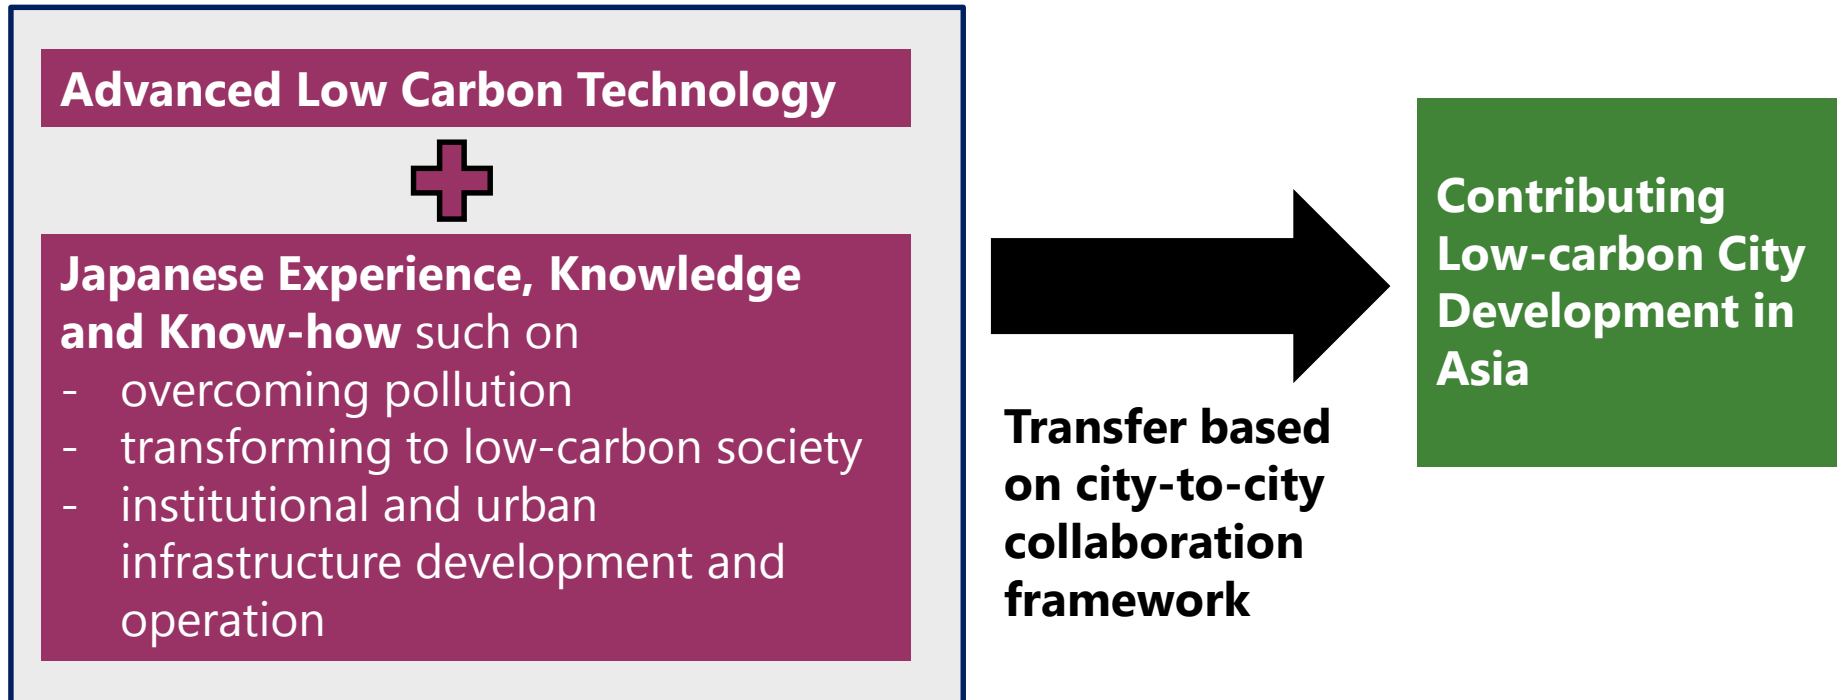 Advanced Low Carbon Technology
Japanese Experience, Knowledge
and Know-how such on
- overcoming pollution
- transforming to low-carbon society
- institutional and urban
infrastructure development and
operation
Transfer based
on city-to-city
collaboration
framework
Contributing
Low-carbon City
Development in
Asia